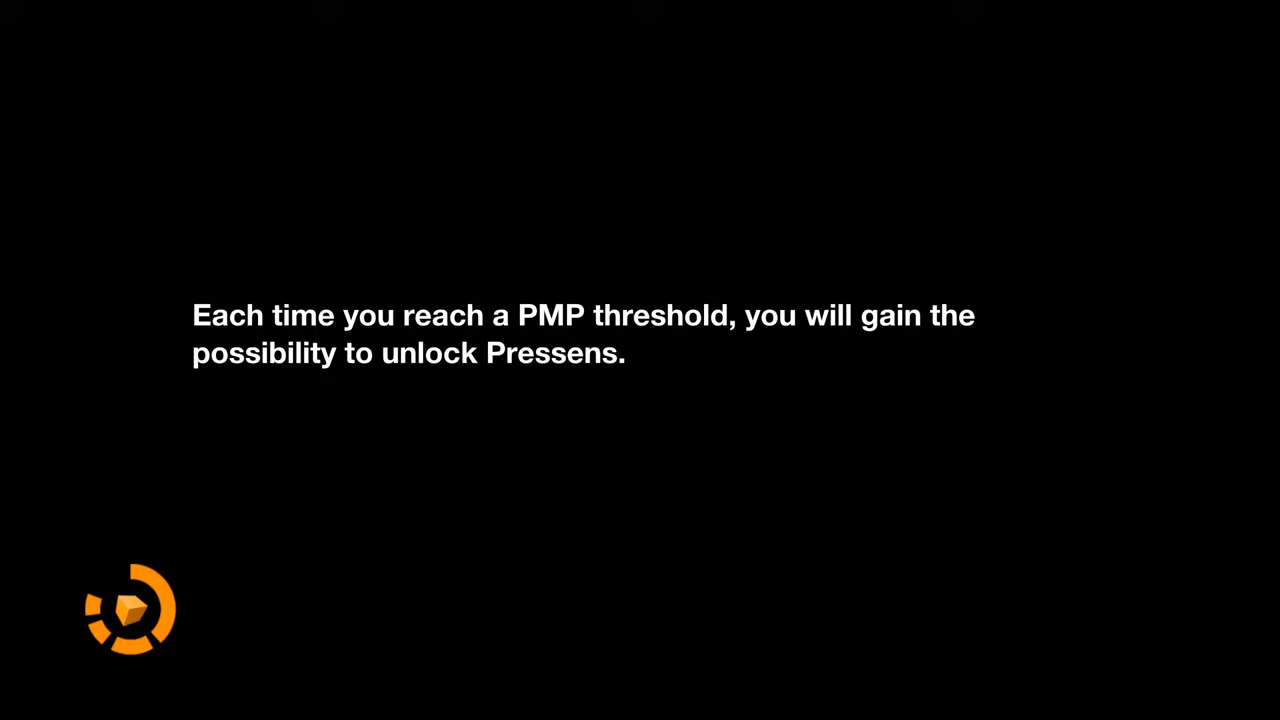 Each time you reach a PMP threshold, you will gain the
possibility to unlock Pressens.